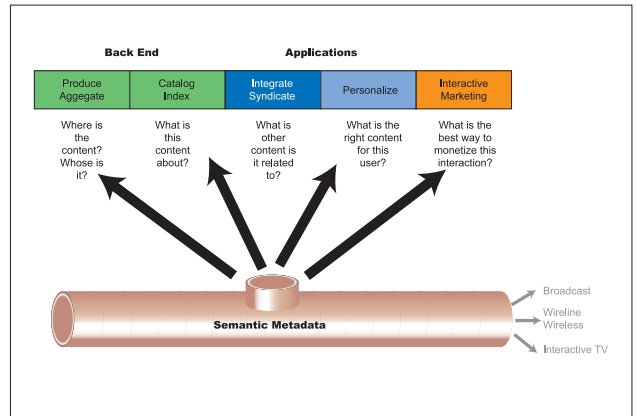 Back End
Applications
Produce
Aggegate
Catalog
Index
Integrate
Syndicate
Personalize
Interactive
Marketing
Where is
the
content?
Whose is
it?
What is
this
content
about?
What is
other
content is
it related
to?
What is the
right content
for this
user?
What is the
best way to
monetize this
interaction?
Semantic Metadata
Broadcast
Wireline
Wireless
Interactive TV